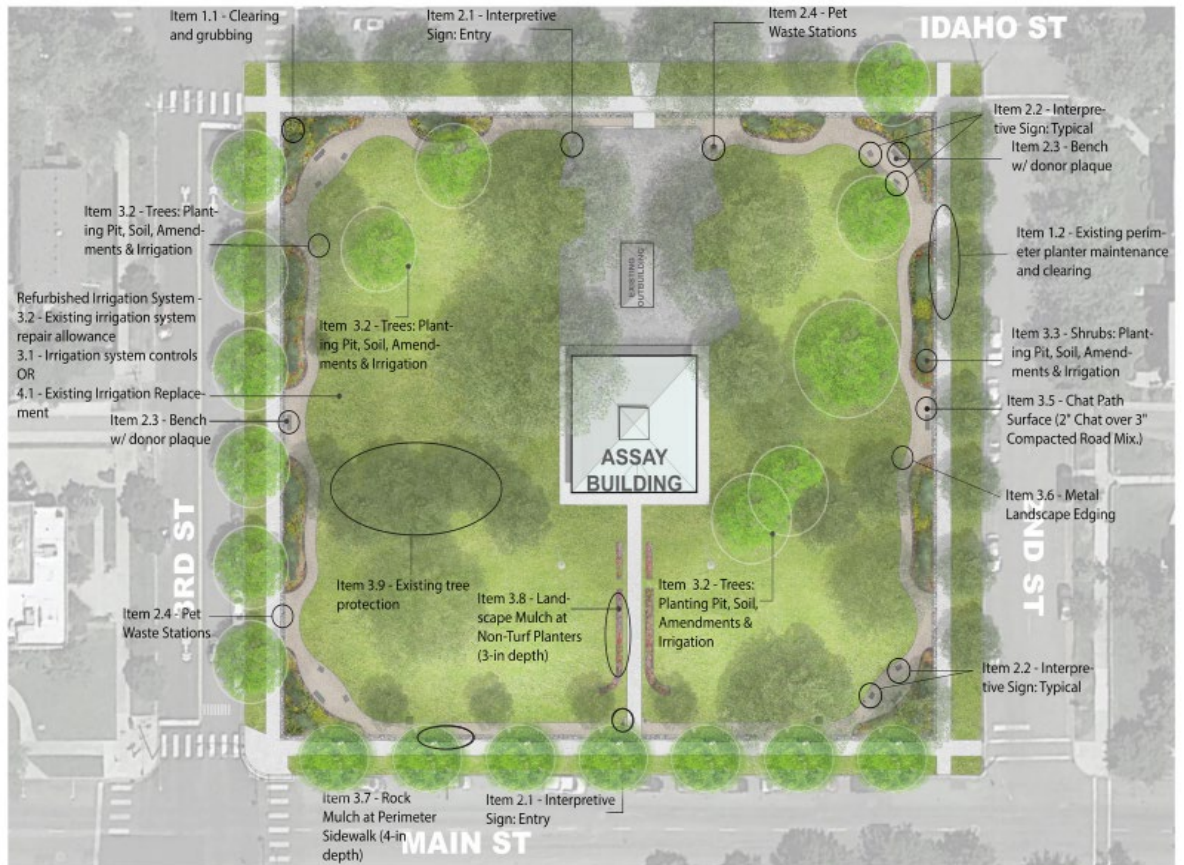 Item 1.1 - Clearing
and grubbing
Item 2.1 - Interpretive
Sign: Entry
Item 2.4 - Pet
Waste Stations
IDAHO ST
Item 2.2 - Interpre-
tive Sign: Typical
Item 2.3 - Bench
w/ donor plaque
Item 3.2 - Trees: Plant-
ing Pit, Soil, Amend-
ments & Irrigation
Item 1.2 - Existing perim-
eter planter maintenance
and clearing
EXISTING
OUTBUILDING
Refurbished Irrigation System -
3.2 - Existing irrigation system
repair allowance
3.1 - Irrigation system controls
OR
4.1 - Existing Irrigation Replace-
ment
Item 3.2 - Trees: Plant-
ing Pit, Soil, Amend-
ments & Irrigation
Item 3.3 - Shrubs: Plant-
ing Pit, Soil, Amend-
ments & Irrigation
Item 2.3 - Bench
w/ donor plaque
Item 3.5 - Chat Path
Surface (2" Chat over 3"
Compacted Road Mix.)
ASSAY
BUILDING
Item 3.6 - Metal
Landscape Edging
3RD ST
2ND ST
Item 3.9 - Existing tree
protection
Item 3.8 - Land-
scape Mulch at
Non-Turf Planters
(3-in depth)
Item 3.2 - Trees:
Planting Pit, Soil,
Amendments &
Irrigation
Item 2.4 - Pet
Waste Stations
Item 2.2 - Interpre-
tive Sign: Typical
Item 3.7 - Rock
Mulch at Perimeter
Sidewalk (4-in
depth)
Item 2.1 - Interpretive
Sign: Entry
MAIN ST